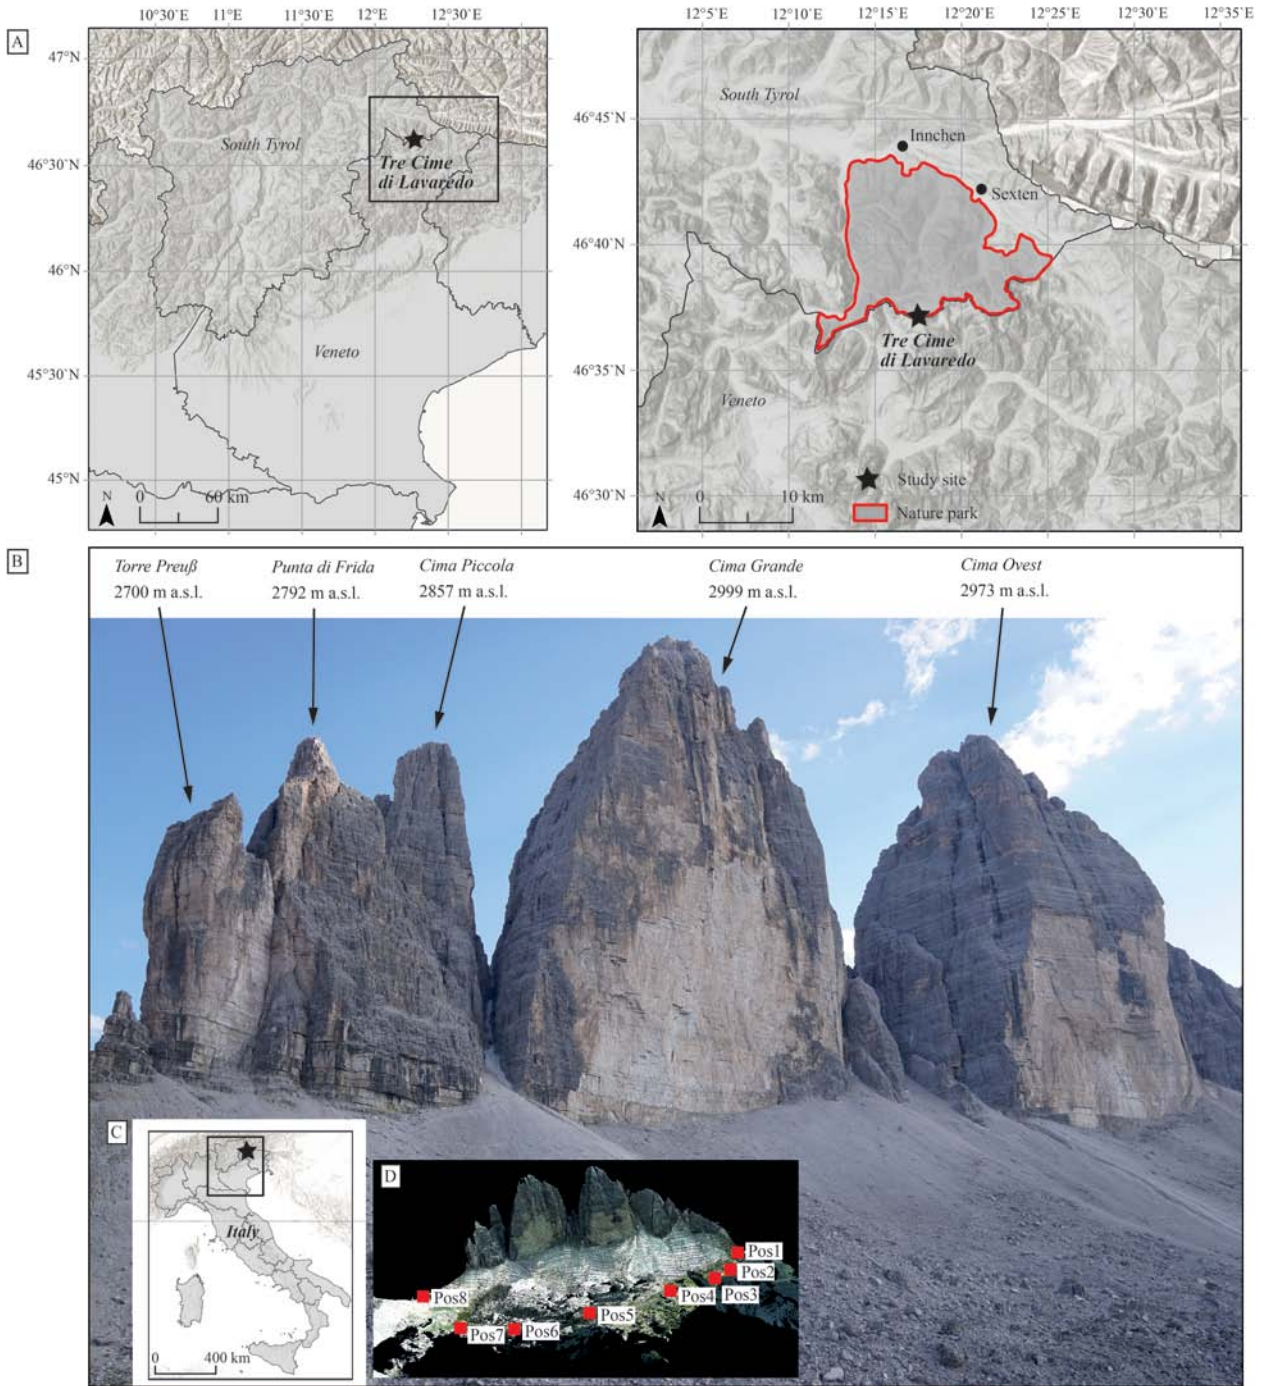 A
10°30'E
11°E
11°30'E
12°E
12°30'E
47°N
46°30'N
46°N
45°30'N
45°N
South Tyrol
Tre Cime
di Lavaredo
Veneto
N
0
60 km
12°5'E
12°10'E
12°15'E
12°20'E
12°25'E
12°30'E
12°35'E
46°45'N
46°40'N
46°35'N
46°30'N
South Tyrol
Innchen
Sexten
Tre Cime
di Lavaredo
Veneto
Study site
N
0
10 km
Nature park
B
Torre Preuß
2700 m a.s.l.
Punta di Frida
2792 m a.s.l.
Cima Piccola
2857 m a.s.l.
Cima Grande
2999 m a.s.l.
Cima Ovest
2973 m a.s.l.
C
Italy
0
400 km
D
Pos1
Pos2
Pos3
Pos4
Pos5
Pos6
Pos7
Pos8